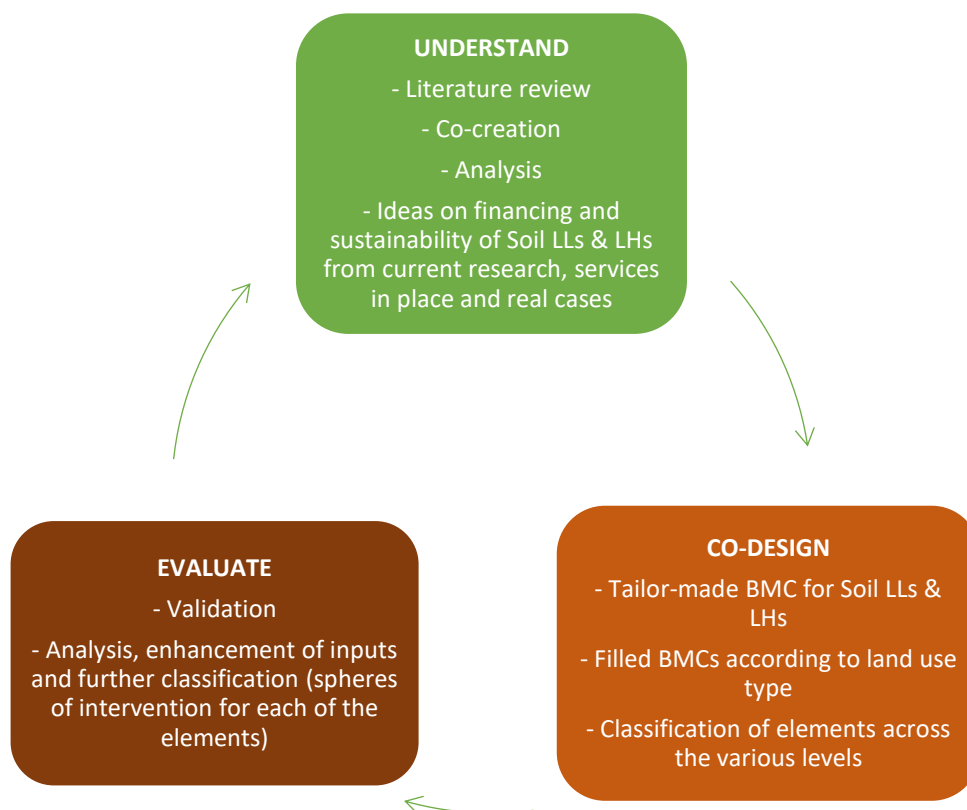 UNDERSTAND
- Literature review
- Co-creation
- Analysis
- Ideas on financing and
sustainability of Soil LLs & LHs
from current research, services
in place and real cases
EVALUATE
- Validation
- Analysis, enhancement of inputs
and further classification (spheres
of intervention for each of the
elements)
CO-DESIGN
- Tailor-made BMC for Soil LLs &
LHs
- Filled BMCs according to land use
type
- Classification of elements across
the various levels